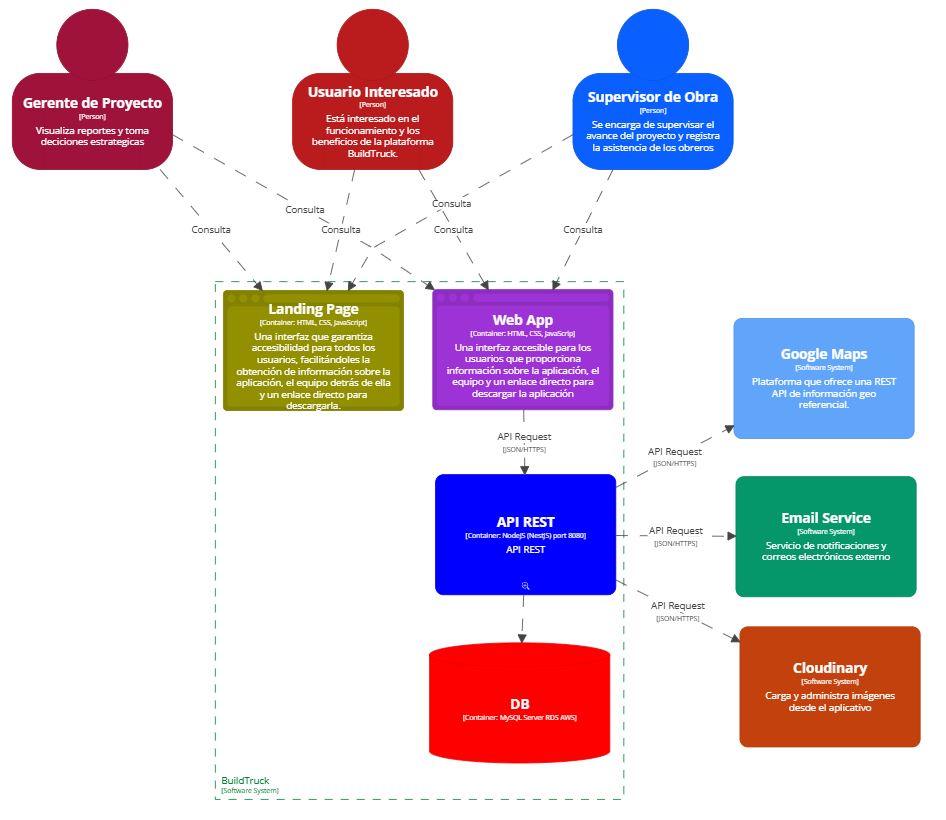 Gerente de Proyecto
[Person]
Visualiza reportes y toma
decisiones estrategicas
Usuario Interesado
[Person]
Está interesado en el
funcionamiento y los
beneficios de la plataforma
BuildTruck.
Supervisor de Obra
[Person]
Se encarga de supervisar el
avance del proyecto y registra
la asistencia de los obreros
Consulta
Consulta
Consulta
Consulta
Consulta
Consulta
Landing Page
[Container: HTML, CSS, JavaScript]
Una interfaz que garantiza
accesibilidad para todos los
usuarios, facilitándoles la
obtención de información sobre la
aplicación, el equipo detrás de ella
y un enlace directo para
descargarla.
Web App
[Container: HTML, CSS, JavaScrip]
Una interfaz accesible para los
usuarios que proporciona
información sobre la aplicación, el
equipo y un enlace directo para
descargar la aplicación
Google Maps
[Software System]
Plataforma que ofrece una REST
API de información geo
referencial.
API Request
[JSON/HTTPS]
API Request
[JSON/HTTPS]
API REST
[Container: NodeJS (NestJS) port 8080]
API REST
API Request
[JSON/HTTPS]
Email Service
[Software System]
Servicio de notificaciones y
correos electrónicos externo
API Request
[JSON/HTTPS]
Cloudinary
[Software System]
Carga y administra imágenes
desde el aplicativo
DB
[Container: MySQL Server RDS AWS]
BuildTruck
[Software System]